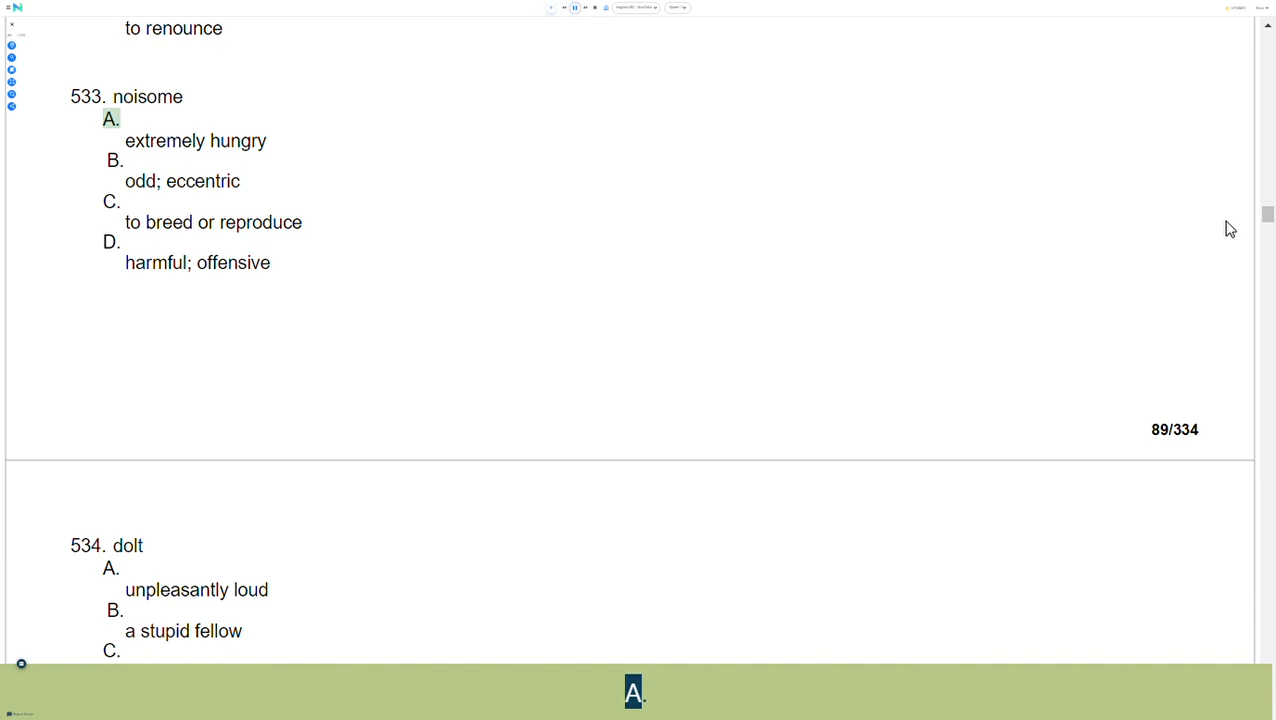 to renounce
533. noisome
A.
extremely hungry
B.
odd; eccentric
C.
to breed or reproduce
D.
harmful; offensive
89/334
534. dolt
A.
unpleasantly loud
B.
a stupid fellow
C.
A.